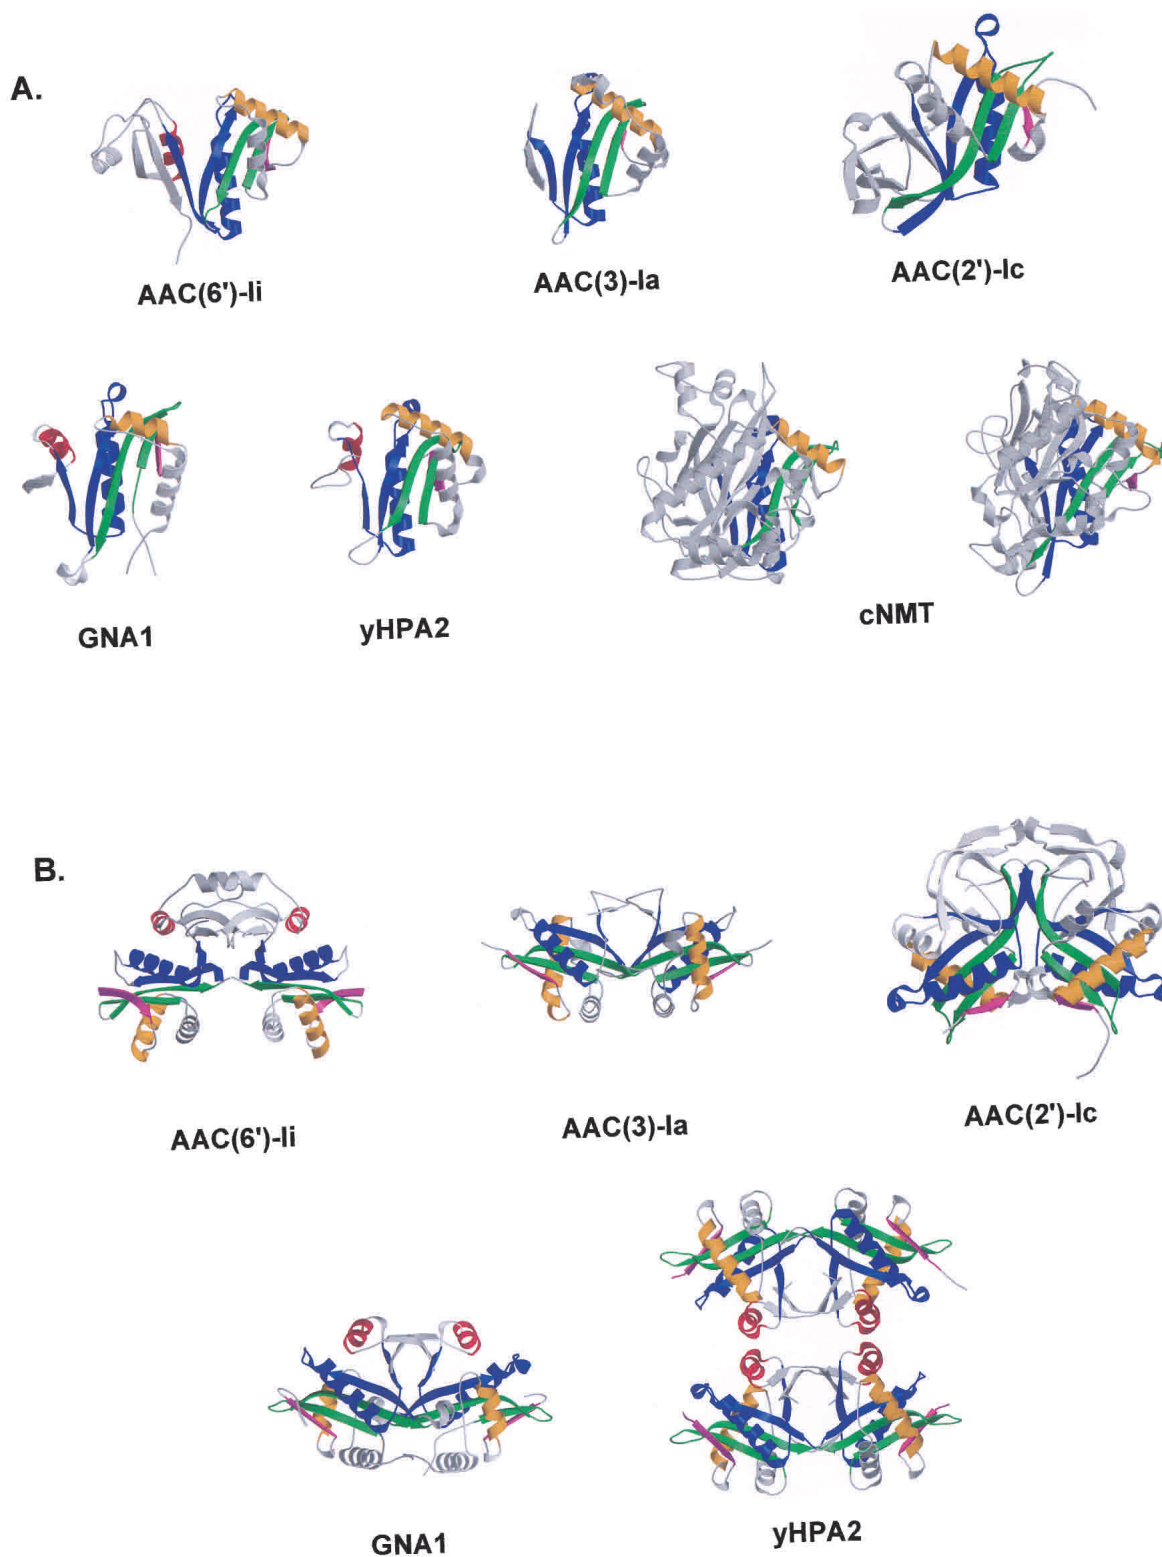 A.
AAC(6')-Ii
AAC(3)-Ia
AAC(2')-Ic
GNA1
yHPA2
cNMT
B.
AAC(6')-Ii
AAC(3)-Ia
AAC(2')-Ic
GNA1
yHPA2